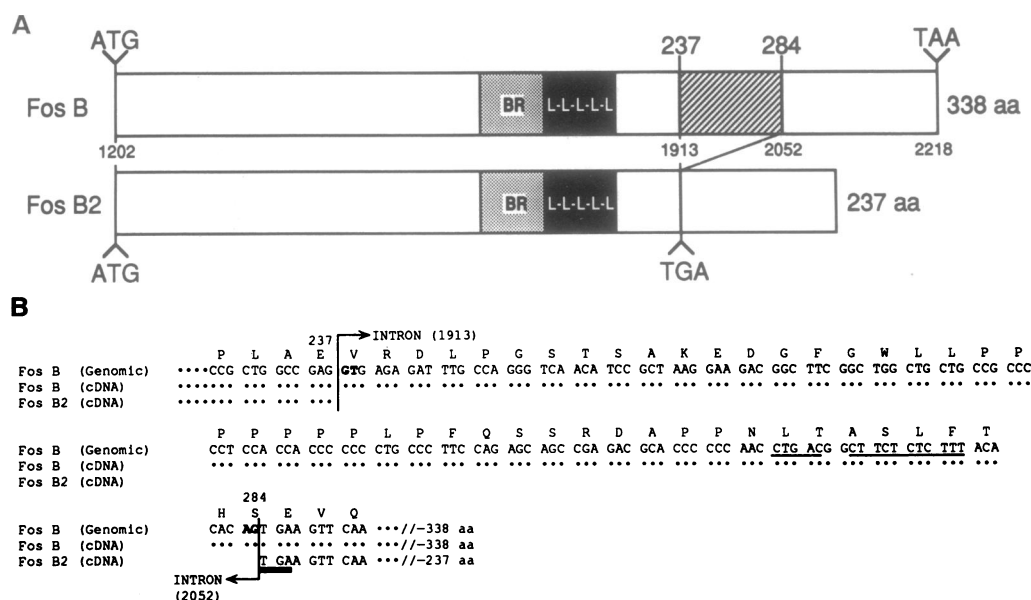 A
ATG 237 284 TAA
Fos B BR L-L-L-L-L 338 aa
1202 1913 2052 2218
Fos B2 BR L-L-L-L-L 237 aa
ATG TGA
B
237 INTRON (1913)
P L A E V R D L P G S T S A K E D G F G W L L P P
Fos B (Genomic) ••••CCG CTG GCC GAG GTG AGA GAT TTG CCA GGG TCA ACA TCC GCT AAG GAA GAC GGC TTC GGC TGG CTG CTG CCG CCC
Fos B (cDNA) ••••••• ••• ••• ••• ••• ••• ••• ••• ••• ••• ••• ••• ••• ••• ••• ••• ••• ••• ••• ••• ••• ••• ••• ••• •••
Fos B2 (cDNA) ••••••• ••• ••• •••
P P P P P L P F Q S S R D A P P N L T A S L F T
Fos B (Genomic) CCT CCA CCA CCC CCC CTG CCC TTC CAG AGC AGC CGA GAC GCA CCC CCC AAC CTG ACG GCT TCT CTC TTT ACA
Fos B (cDNA) ••• ••• ••• ••• ••• ••• ••• ••• ••• ••• ••• ••• ••• ••• ••• ••• ••• ••• ••• ••• ••• ••• ••• •••
Fos B2 (cDNA)
284
H S E V Q
Fos B (Genomic) CAC AGT GAA GTT CAA •••//—338 aa
Fos B (cDNA) ••• ••• ••• ••• ••• •••//—338 aa
Fos B2 (cDNA) T GAA GTT CAA •••//—237 aa
INTRON
(2052)